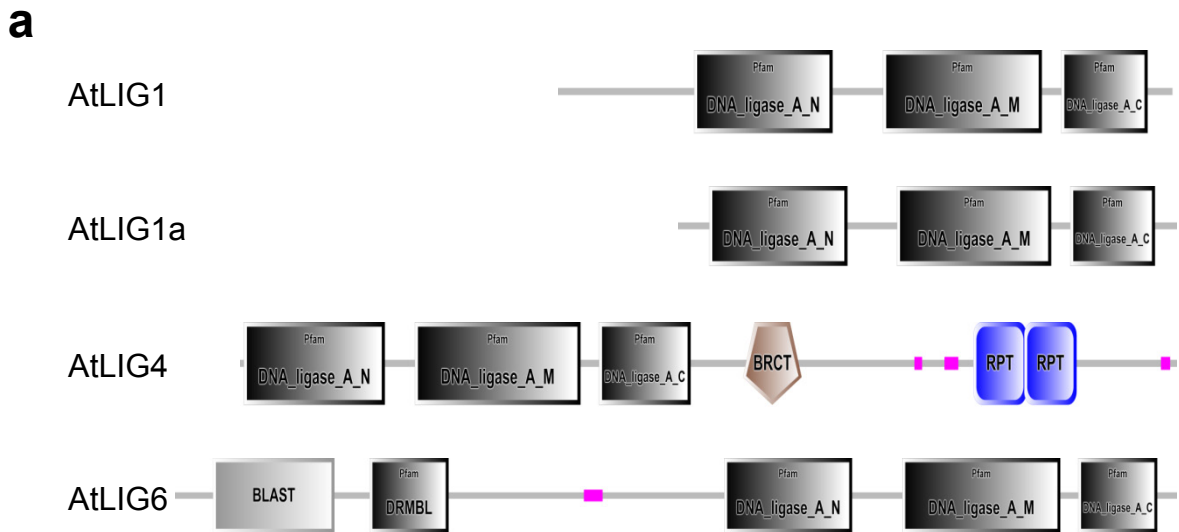 a
AtLIG1
Pfam
DNA_ligase_A_N
Pfam
DNA_ligase_A_M
Pfam
DNA_ligase_A_C
AtLIG1a
Pfam
DNA_ligase_A_N
Pfam
DNA_ligase_A_M
Pfam
DNA_ligase_A_C
AtLIG4
Pfam
DNA_ligase_A_N
Pfam
DNA_ligase_A_M
Pfam
DNA_ligase_A_C
BRCT
RPT
RPT
AtLIG6
BLAST
Pfam
DRMBL
Pfam
DNA_ligase_A_N
Pfam
DNA_ligase_A_M
Pfam
DNA_ligase_A_C